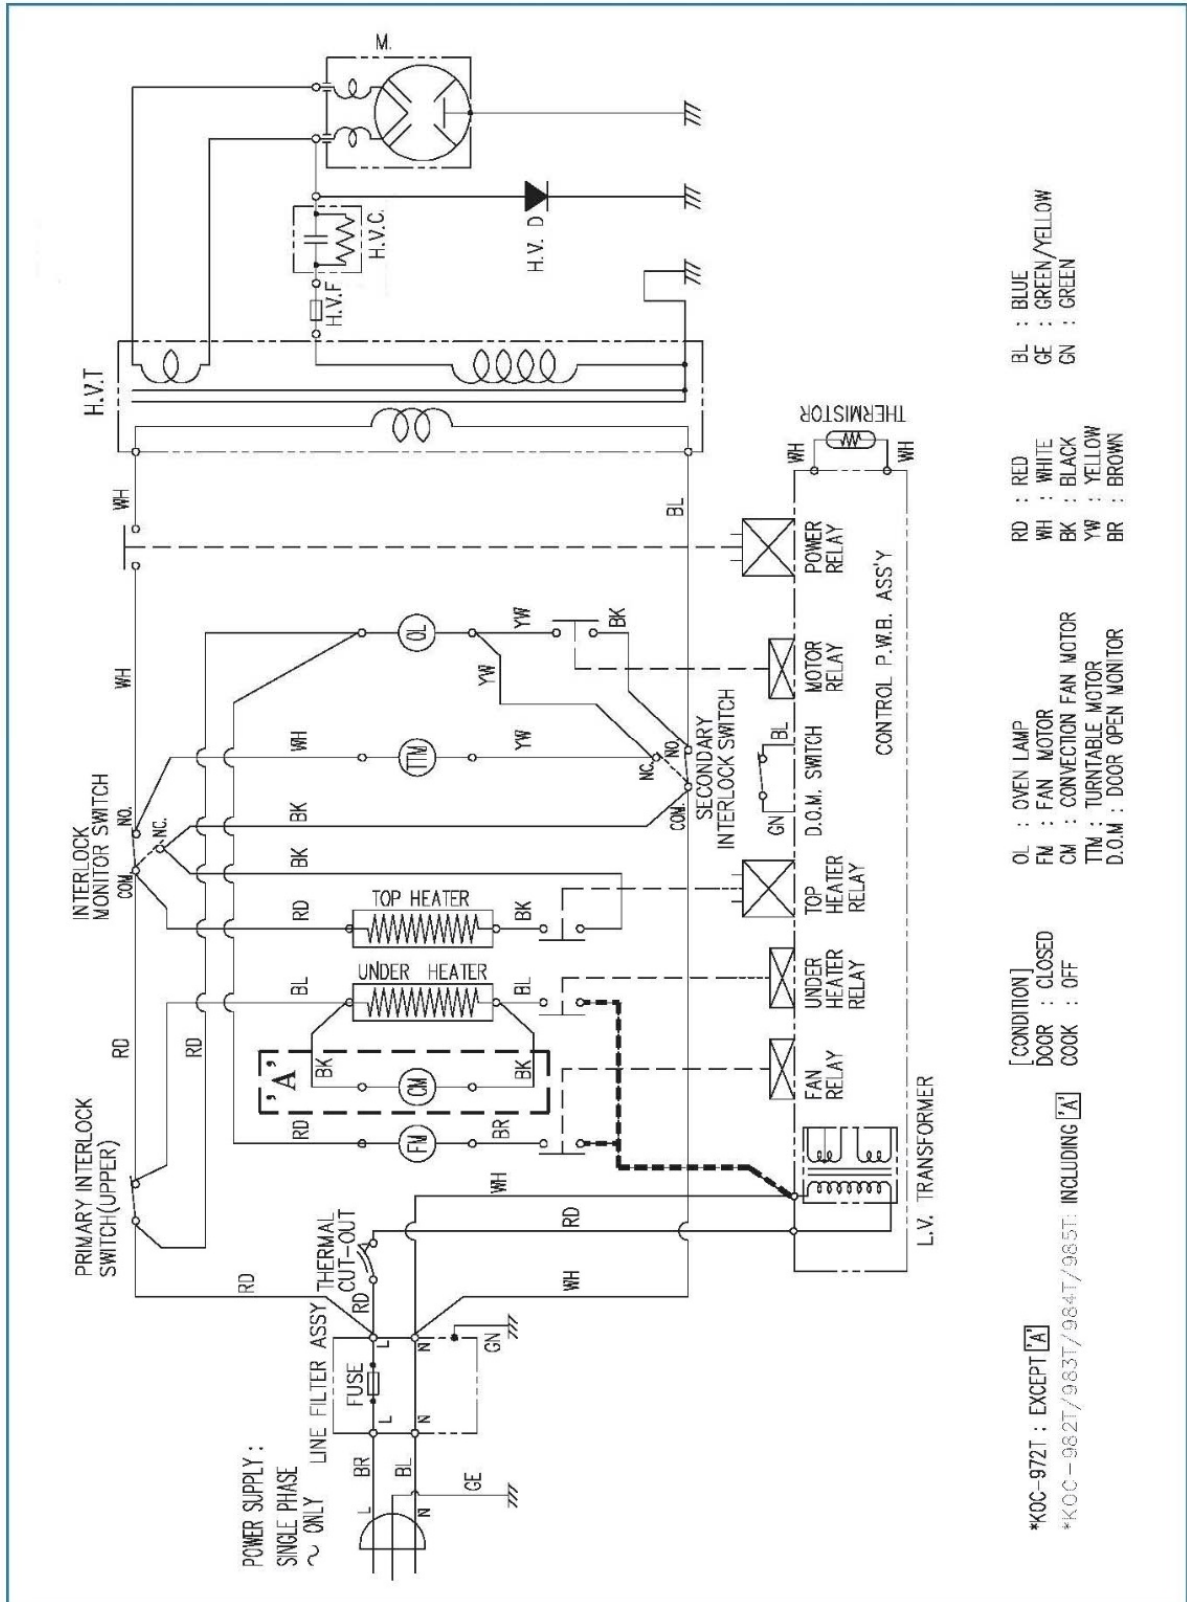 POWER SUPPLY :
SINGLE PHASE
~ ONLY
L
N
BR
BL
GE
LINE FILTER ASSY
FUSE
L
N
L
N
GN
THERMAL
CUT-OUT
RD
RD
RD
WH
WH
PRIMARY INTERLOCK
SWITCH(UPPER)
RD
RD
RD
FM
BR
'A'
BK
CM
BK
BL
UNDER HEATER
BL
RD
TOP HEATER
BK
BK
BK
INTERLOCK
MONITOR SWITCH
COM.
NO.
NC.
WH
TTM
YW
OL
YW
YW
BK
NC.
NO.
COM.
SECONDARY
INTERLOCK SWITCH
WH
WH
BL
H.V.T
H.V.F
H.V.C.
H.V. D
M.
L.V. TRANSFORMER
FAN
RELAY
UNDER
HEATER
RELAY
TOP
HEATER
RELAY
GN
BL
D.O.M. SWITCH
MOTOR
RELAY
POWER
RELAY
CONTROL P.W.B. ASS'Y
WH
WH
THERMISTOR
[CONDITION]
DOOR : CLOSED
COOK : OFF
OL : OVEN LAMP
FM : FAN MOTOR
CM : CONVECTION FAN MOTOR
TTM : TURNTABLE MOTOR
D.O.M : DOOR OPEN MONITOR
RD : RED
WH : WHITE
BK : BLACK
YW : YELLOW
BR : BROWN
BL : BLUE
GE : GREEN/YELLOW
GN : GREEN
*KOC-972T : EXCEPT 'A'
*KOC-982T/983T/984T/985T: INCLUDING 'A'